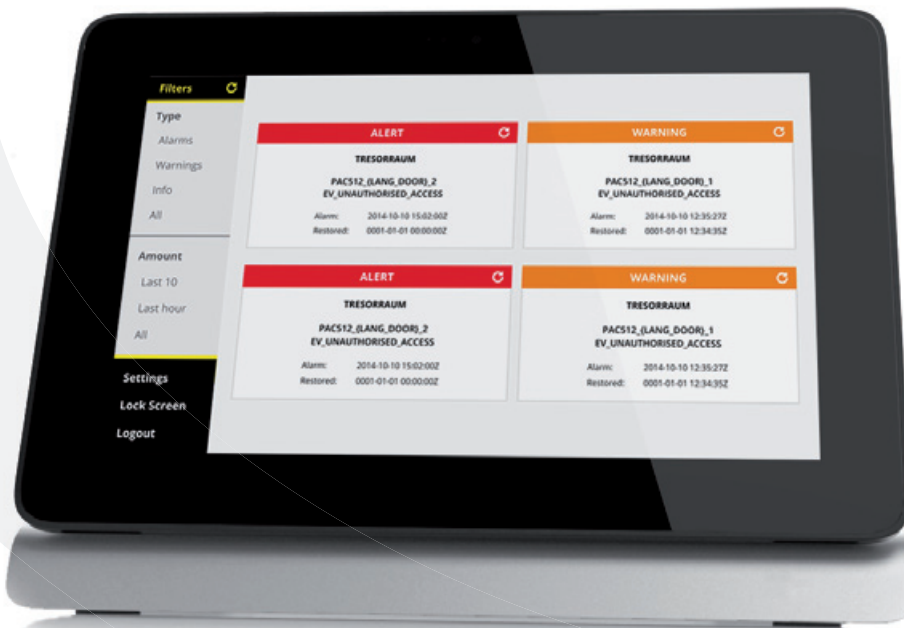 Filters
Type
Alarms
Warnings
Info
All
Amount
Last 10
Last hour
All
Settings
Lock Screen
Logout
ALERT
TRESORRAUM
PAC512_{LANG_DOOR}_2
EV_UNAUTHORISED_ACCESS
Alarm: 2014-10-10 15:02:00Z
Restored: 0001-01-01 00:00:00Z
WARNING
TRESORRAUM
PAC512_{LANG_DOOR}_1
EV_UNAUTHORISED_ACCESS
Alarm: 2014-10-10 12:35:27Z
Restored: 0001-01-01 12:34:35Z
ALERT
TRESORRAUM
PACS12_{LANG_DOOR}_2
EV_UNAUTHORISED_ACCESS
Alarm: 2014-10-10 15:02:00Z
Restored: 0001-01-01 00:00:00Z
WARNING
TRESORRAUM
PACS12_{LANG_DOOR}_1
EV_UNAUTHORISED_ACCESS
Alarm: 2014-10-10 12:35:27Z
Restored: 0001-01-01 12:34:35Z